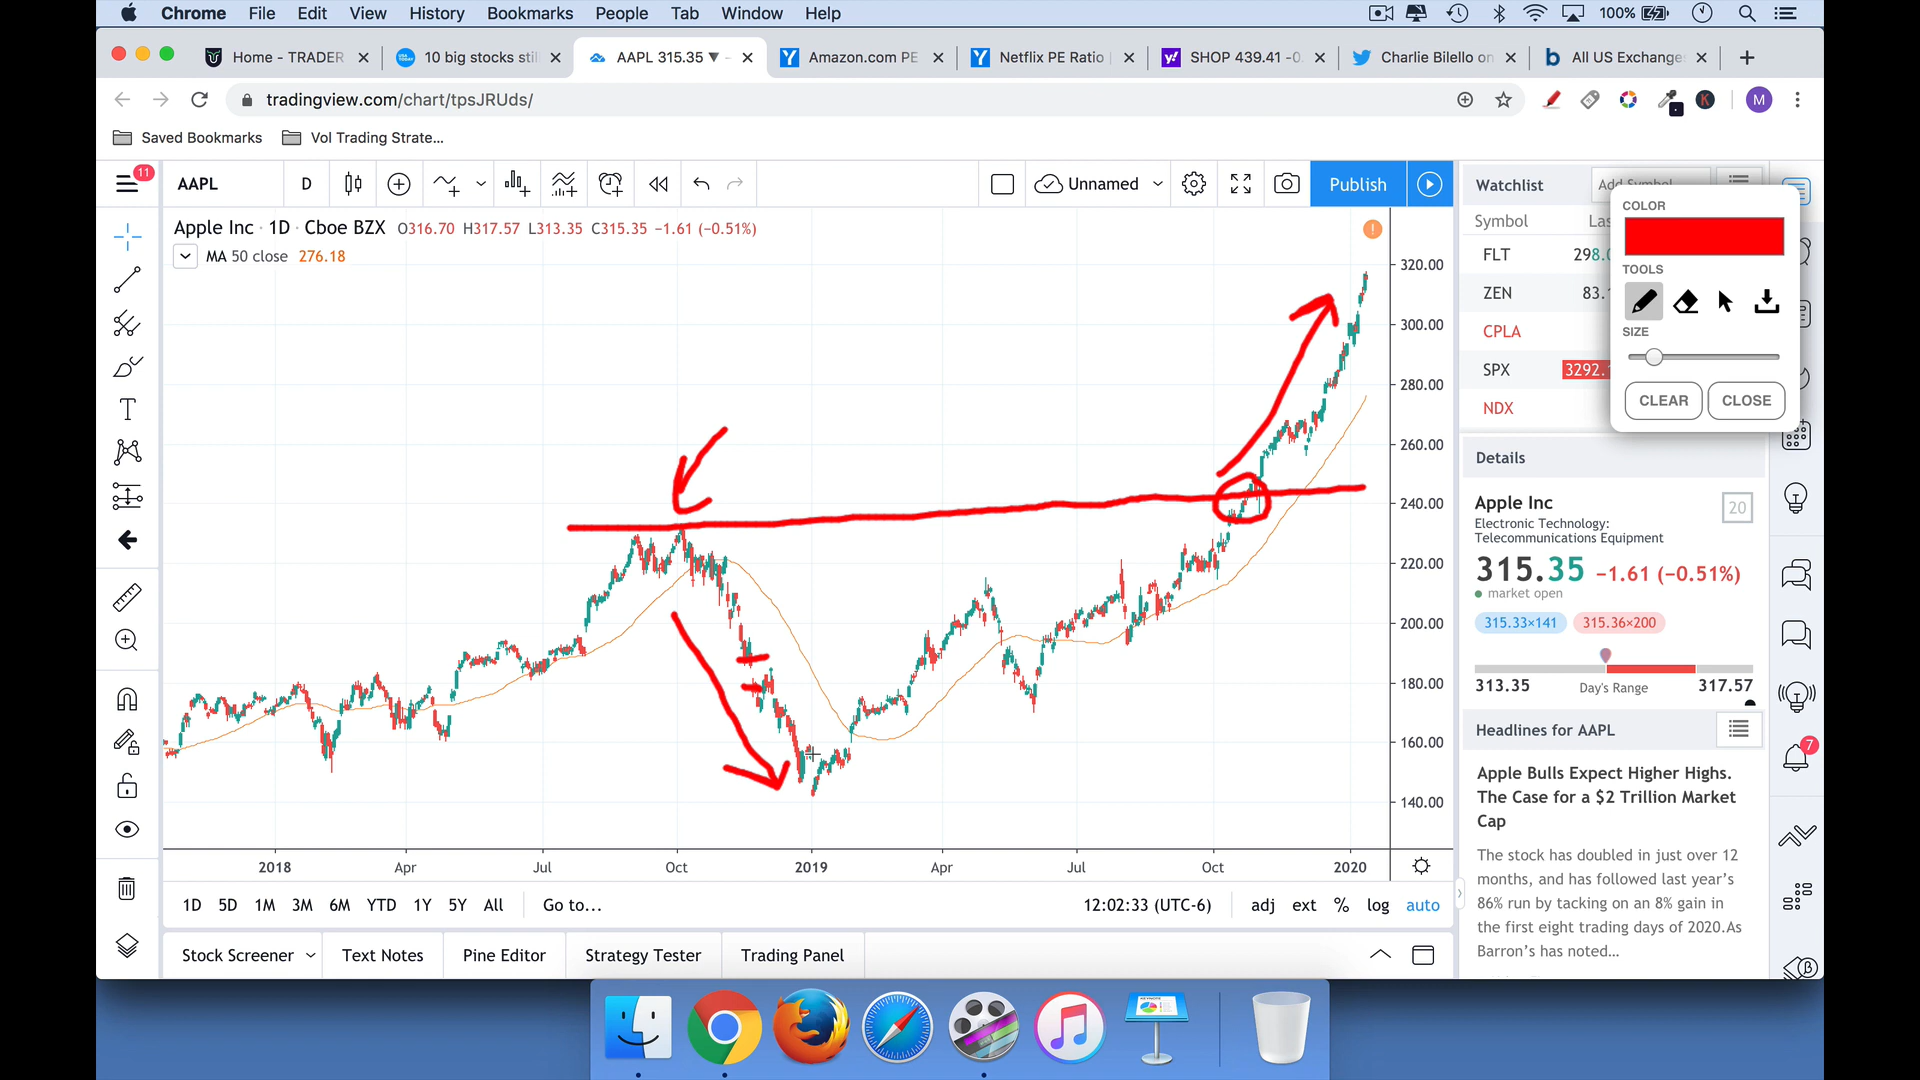 Chrome File Edit View History Bookmarks People Tab Window Help 100%
Home - TRADER
10 big stocks stil
AAPL 315.35 ▼
Amazon.com PE
Netflix PE Ratio
SHOP 439.41 -0.
Charlie Bilello on
All US Exchange
tradingview.com/chart/tpsJRUds/
M
Saved Bookmarks
Vol Trading Strate...
11
AAPL
D
Unnamed
Publish
Watchlist
Add Symbol
Apple Inc · 1D · Cboe BZX O316.70 H317.57 L313.35 C315.35 −1.61 (−0.51%)
MA 50 close 276.18
320.00
300.00
280.00
260.00
240.00
220.00
200.00
180.00
160.00
140.00
2018 Apr Jul Oct 2019 Apr Jul Oct 2020
1D 5D 1M 3M 6M YTD 1Y 5Y All Go to... 12:02:33 (UTC-6) adj ext % log auto
Stock Screener Text Notes Pine Editor Strategy Tester Trading Panel
Symbol
FLT 298.0
ZEN 83.1
CPLA
SPX 3292.
NDX
COLOR
TOOLS
SIZE
CLEAR CLOSE
Details
Apple Inc
20
Electronic Technology:
Telecommunications Equipment
315.35 −1.61 (−0.51%)
market open
315.33×141 315.36×200
313.35 Day's Range 317.57
Headlines for AAPL
Apple Bulls Expect Higher Highs.
The Case for a $2 Trillion Market
Cap
The stock has doubled in just over 12
months, and has followed last year's
86% run by tacking on an 8% gain in
the first eight trading days of 2020.As
Barron's has noted...
7